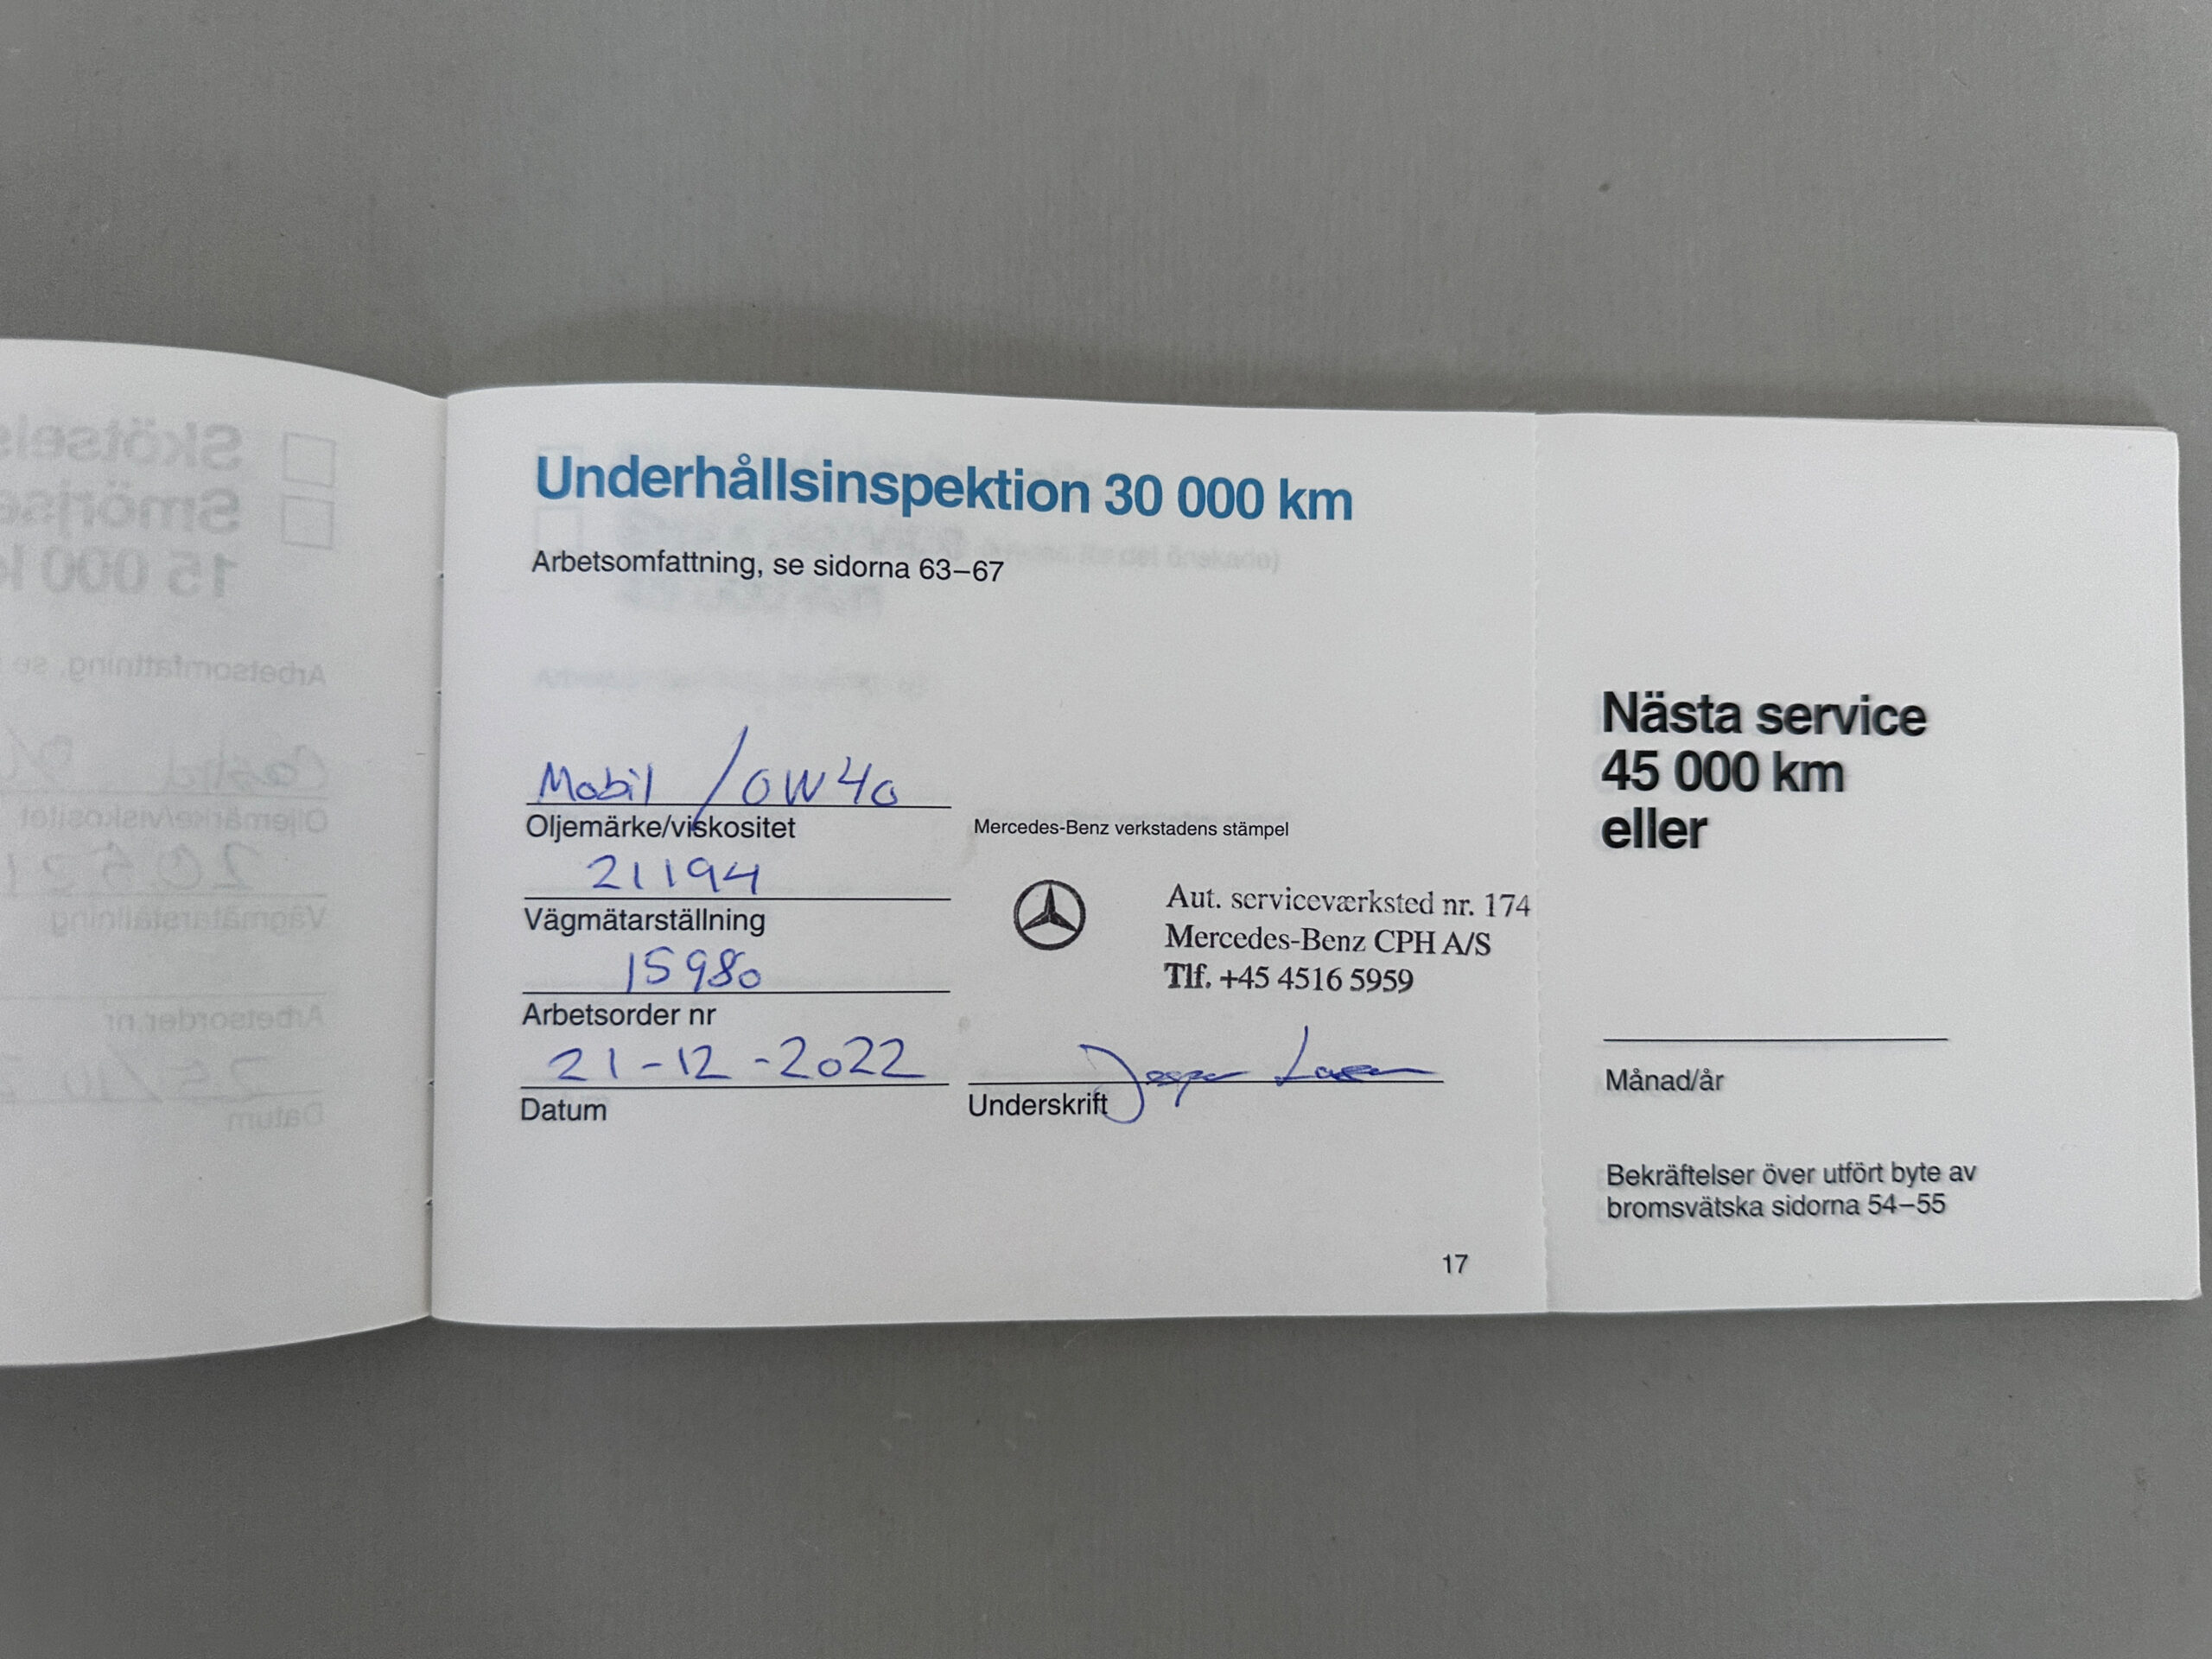 Underhållsinspektion 30 000 km
Arbetsomfattning, se sidorna 63–67
Mobil / 0W40
Oljemärke/viskositet
21194
Vägmätarställning
15980
Arbetsorder nr
21-12-2022
Datum
Mercedes-Benz verkstadens stämpel
Aut. serviceværksted nr. 174
Mercedes-Benz CPH A/S
Tlf. +45 4516 5959
Underskrift
17
Nästa service
45 000 km
eller
Månad/år
Bekräftelser över utfört byte av
bromsvätska sidorna 54–55